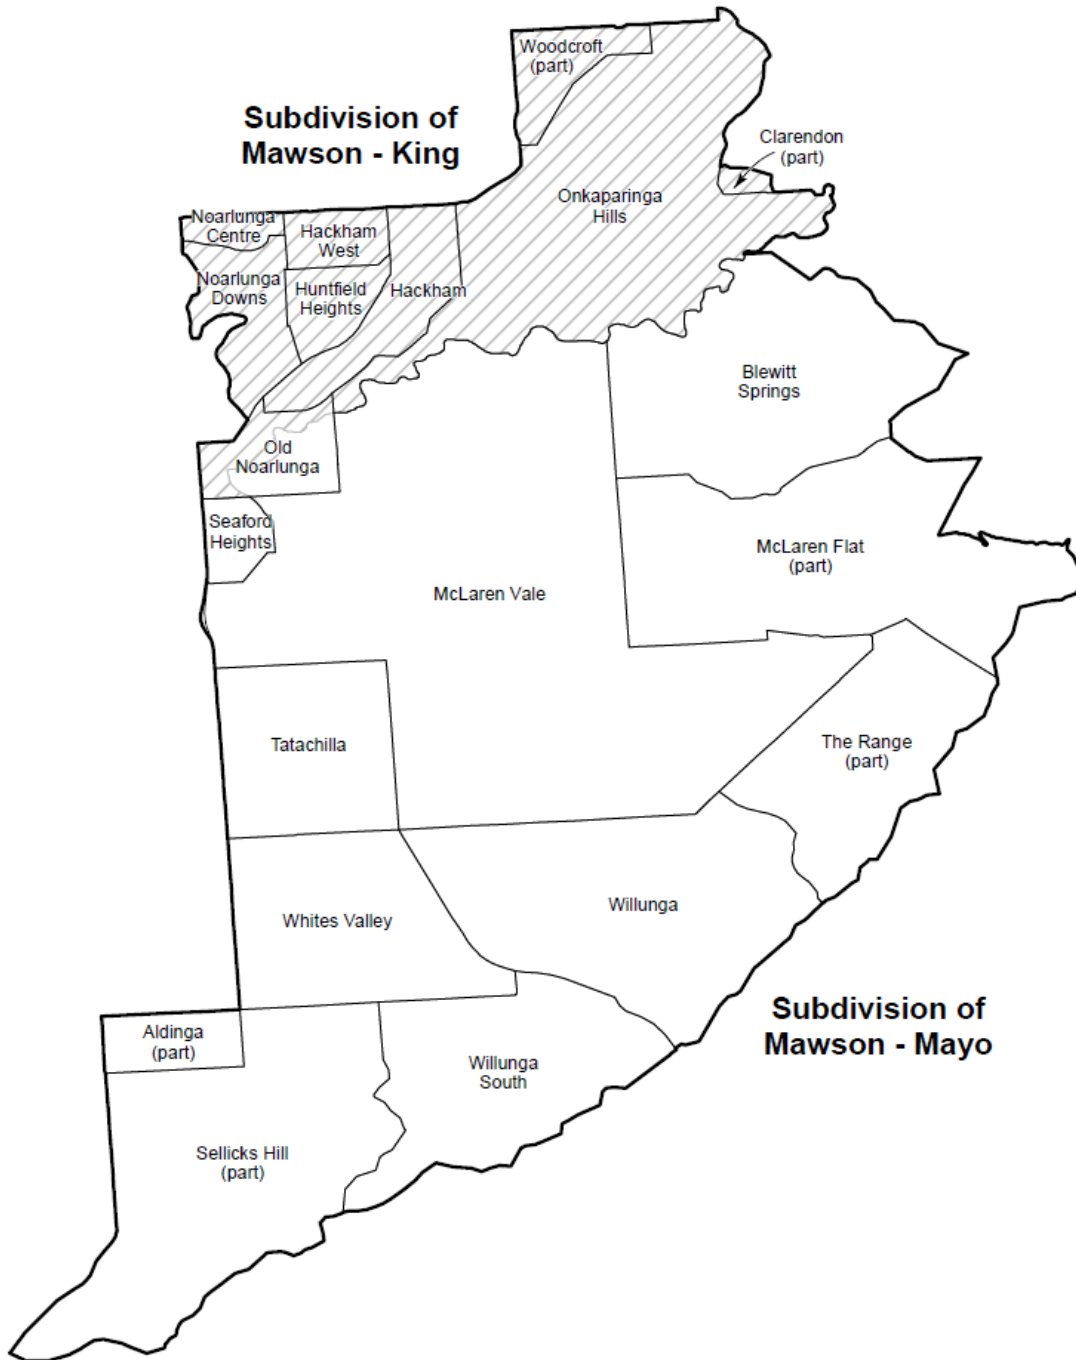 Woodcroft
(part)
Subdivision of
Mawson - King
Clarendon
(part)
Onkaparinga
Hills
Noarlunga
Centre
Hackham
West
Noarlunga
Downs
Huntfield
Heights
Hackham
Blewitt
Springs
Old
Noarlunga
Seaford
Heights
McLaren Flat
(part)
McLaren Vale
Tatachilla
The Range
(part)
Whites Valley
Willunga
Subdivision of
Mawson - Mayo
Aldinga
(part)
Willunga
South
Sellicks Hill
(part)